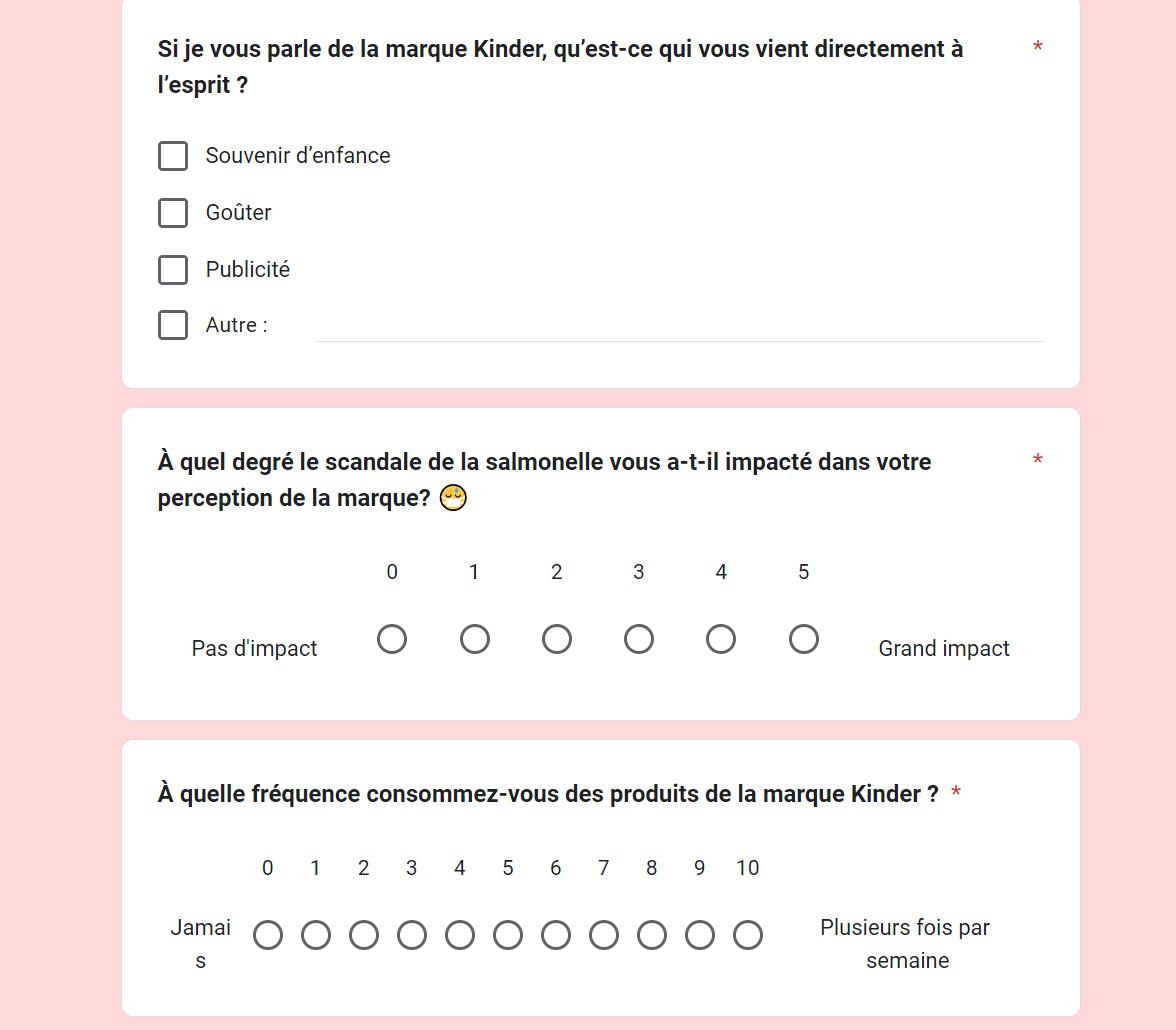 Si je vous parle de la marque Kinder, qu’est-ce qui vous vient directement à *
l’esprit ?
Souvenir d’enfance
Goûter
Publicité
Autre :
À quel degré le scandale de la salmonelle vous a-t-il impacté dans votre *
perception de la marque? 😷
0 1 2 3 4 5
Pas d'impact Grand impact
À quelle fréquence consommez-vous des produits de la marque Kinder ? *
0 1 2 3 4 5 6 7 8 9 10
Jamai Plusieurs fois par
s semaine